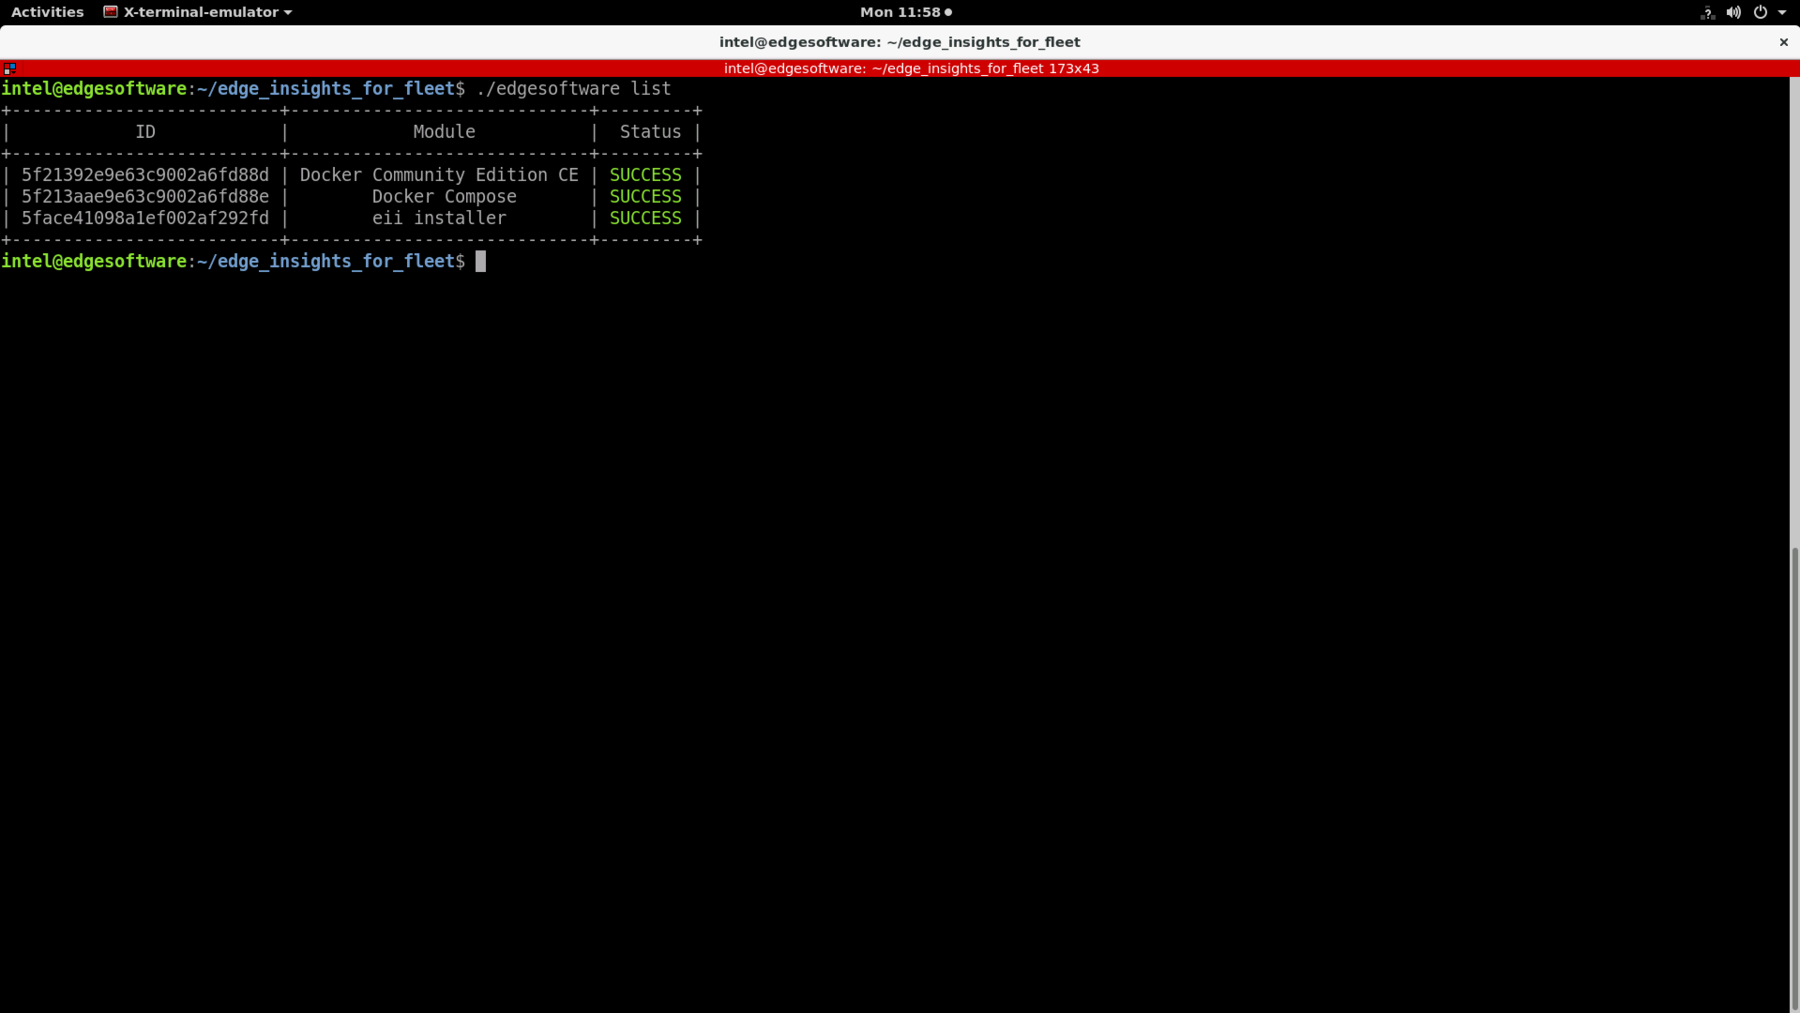 Activities X-terminal-emulator Mon 11:58
intel@edgesoftware: ~/edge_insights_for_fleet ×
intel@edgesoftware: ~/edge_insights_for_fleet 173x43
intel@edgesoftware:~/edge_insights_for_fleet$ ./edgesoftware list
+--------------------------+-----------------------------+---------+
|            ID            |            Module           |  Status |
+--------------------------+-----------------------------+---------+
| 5f21392e9e63c9002a6fd88d | Docker Community Edition CE | SUCCESS |
| 5f213aae9e63c9002a6fd88e |        Docker Compose       | SUCCESS |
| 5face41098a1ef002af292fd |        eii installer        | SUCCESS |
+--------------------------+-----------------------------+---------+
intel@edgesoftware:~/edge_insights_for_fleet$